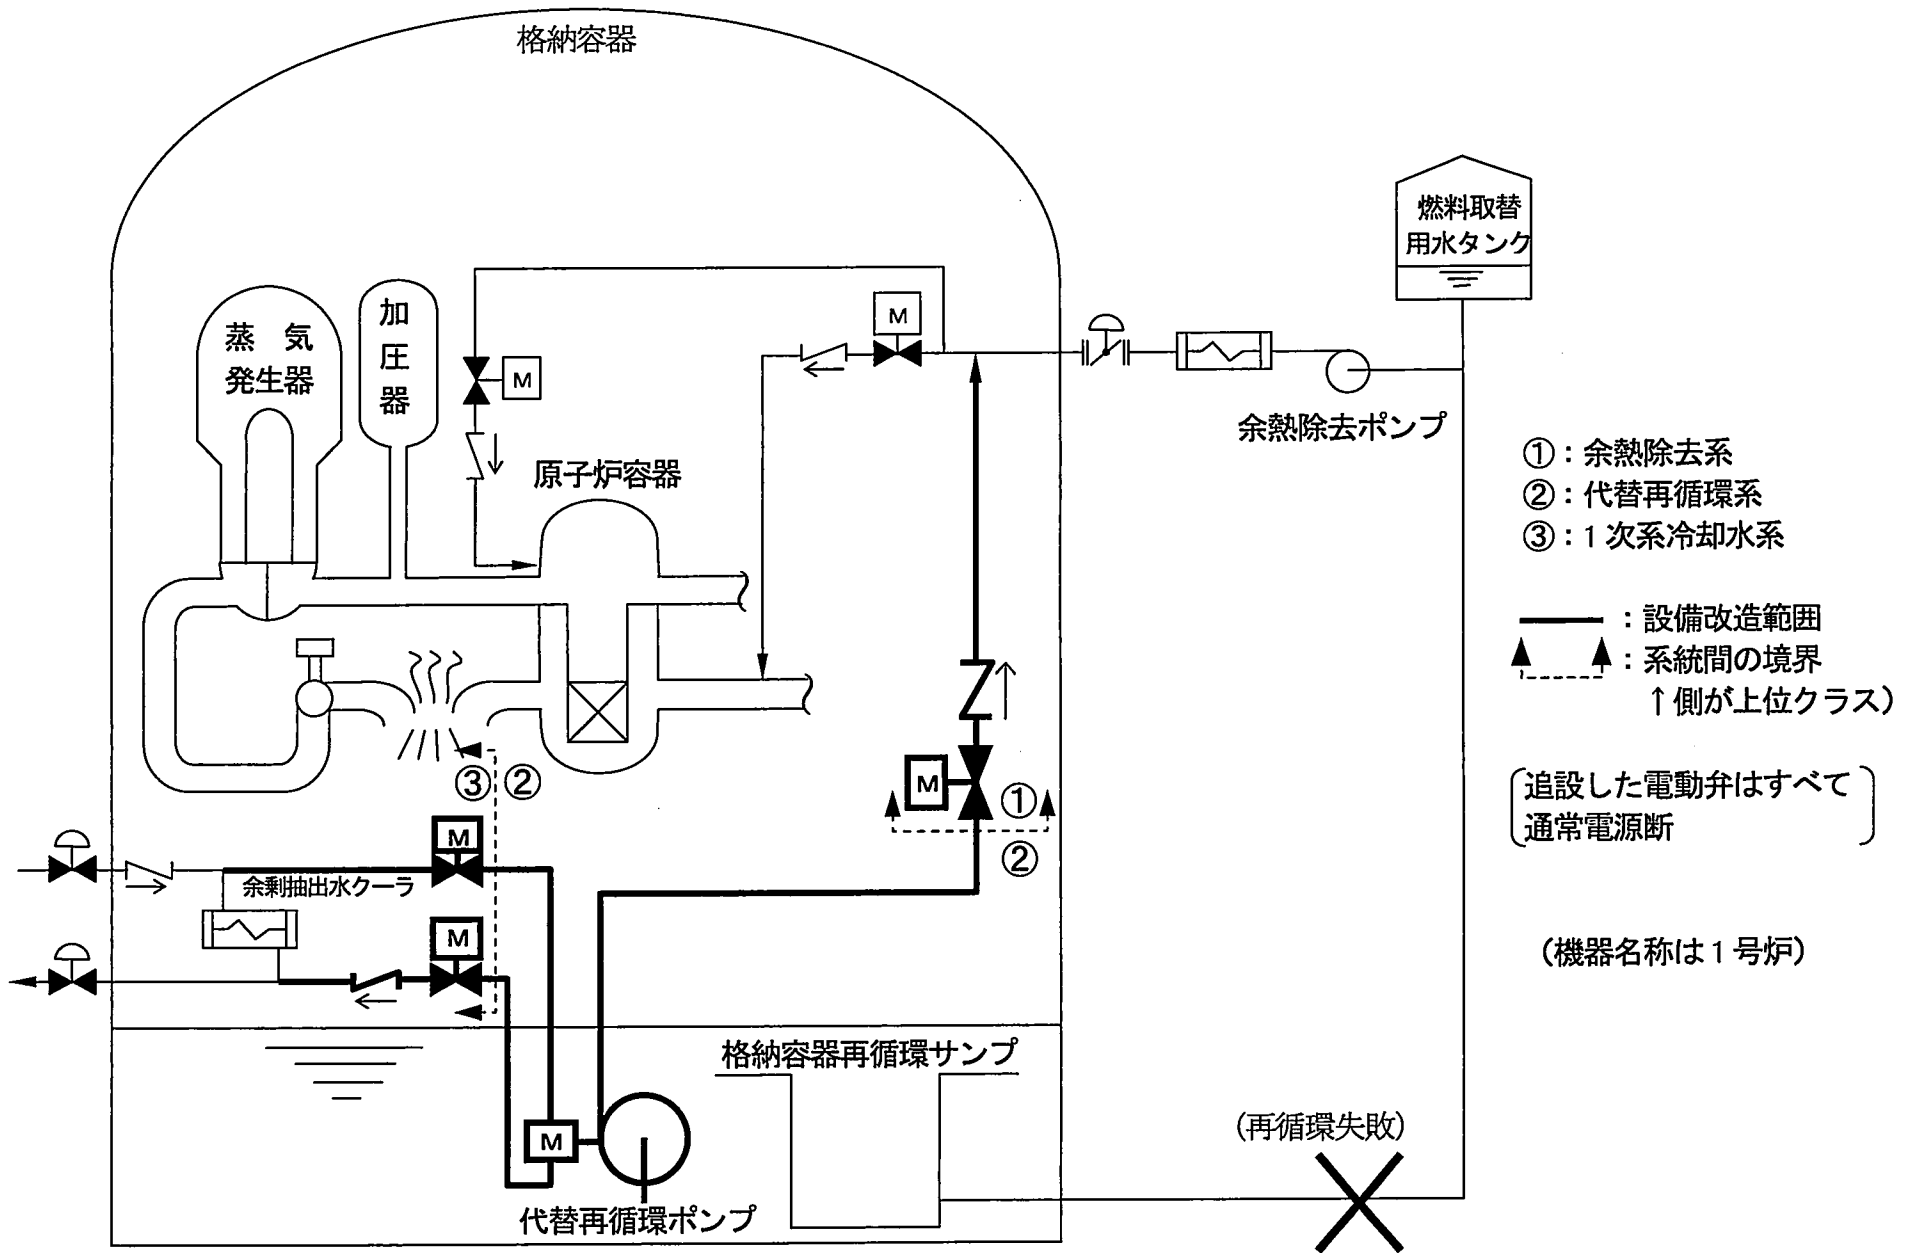 格納容器
燃料取替
用水タンク
蒸　気
発生器
加
圧
器
M
M
余熱除去ポンプ
原子炉容器
①：余熱除去系
②：代替再循環系
③：1次系冷却水系
：設備改造範囲
：系統間の境界
↑側が上位クラス）
追設した電動弁はすべて
通常電源断
（機器名称は1号炉）
③ ②
M
①
②
M
余剰抽出水クーラ
M
格納容器再循環サンプ
M
代替再循環ポンプ
（再循環失敗）